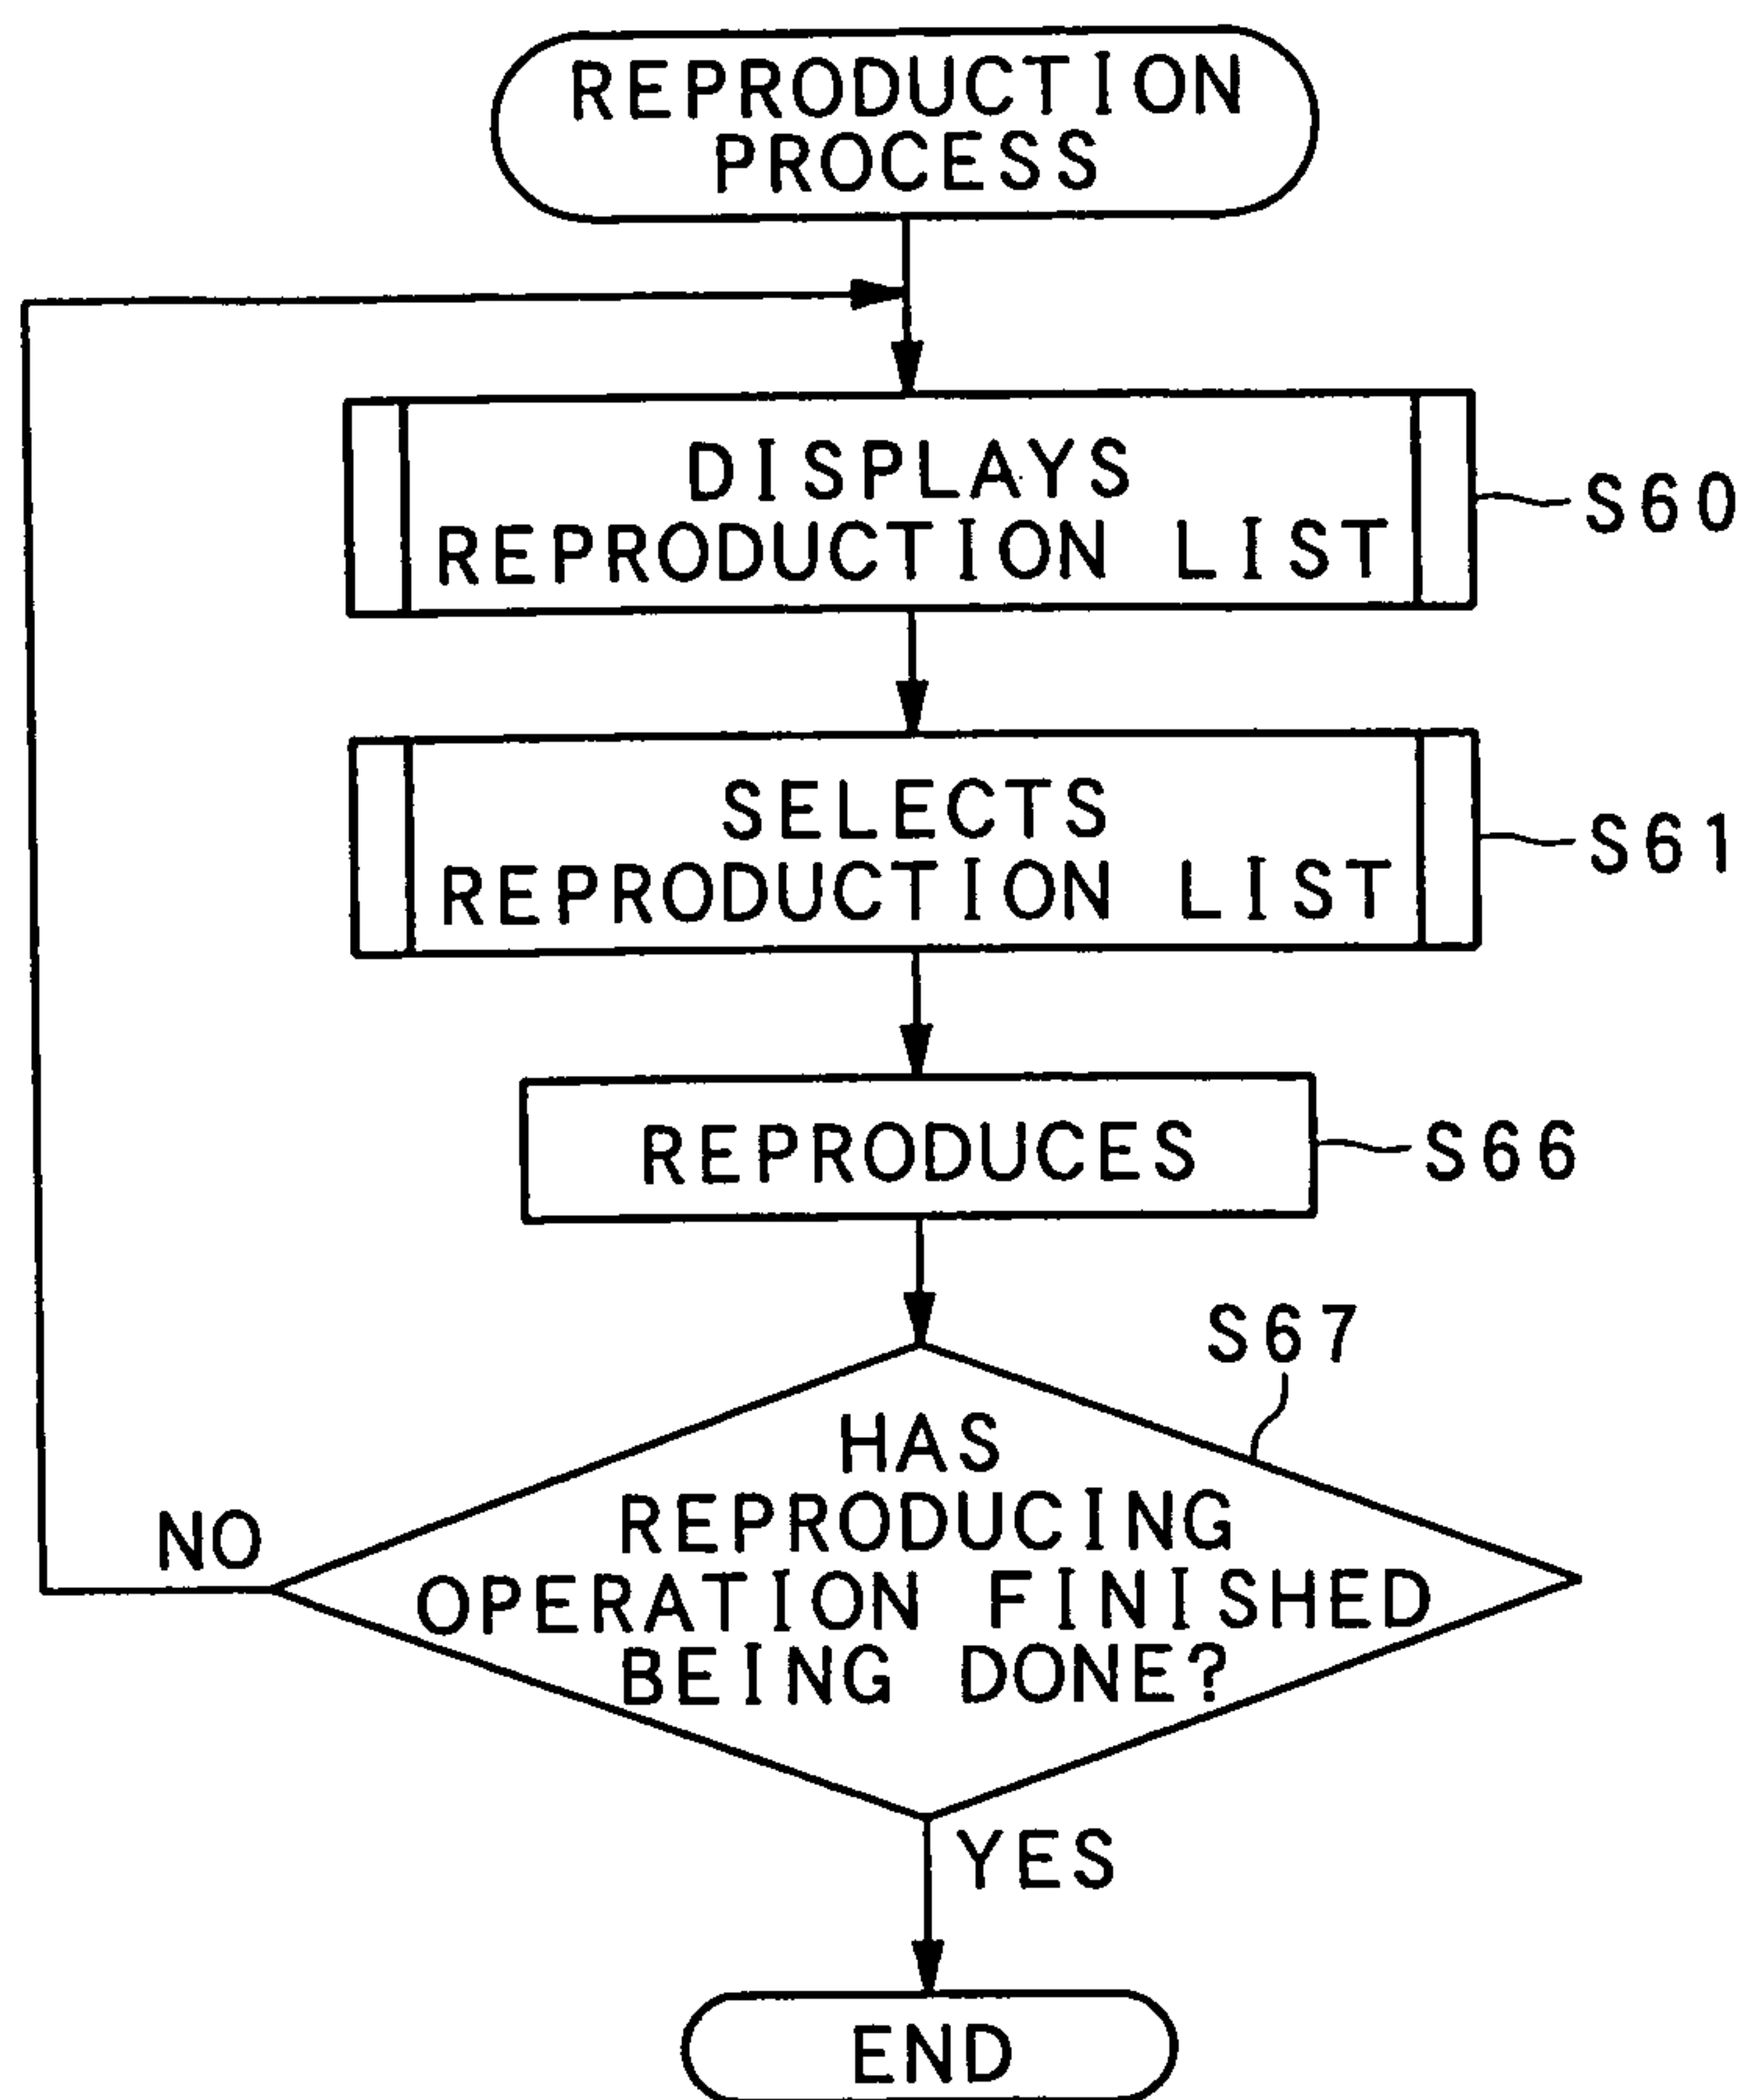 REPRODUCTION
PROCESS
DISPLAYS
REPRODUCTION LIST
S60
SELECTS
REPRODUCTION LIST
S61
REPRODUCES
S66
S67
HAS
REPRODUCING
OPERATION FINISHED
BEING DONE?
NO
YES
END